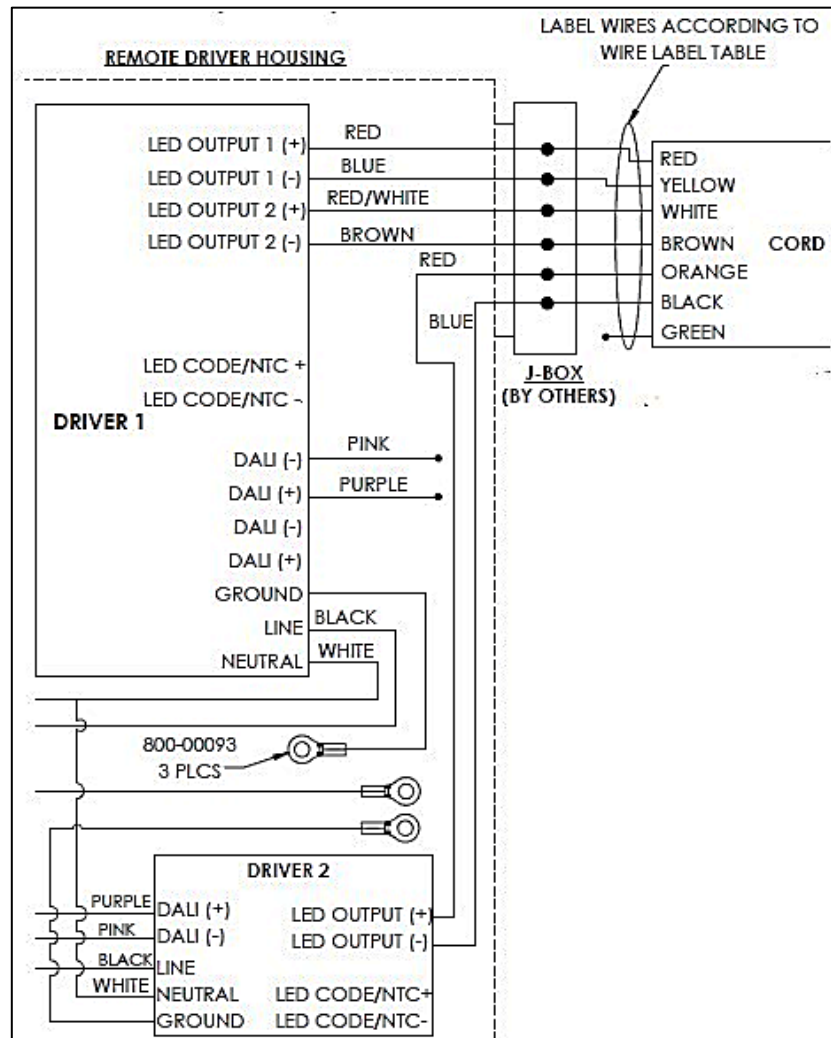 LABEL WIRES ACCORDING TO
WIRE LABEL TABLE
REMOTE DRIVER HOUSING
LED OUTPUT 1 (+)
RED
LED OUTPUT 1 (-)
BLUE
LED OUTPUT 2 (+)
RED/WHITE
LED OUTPUT 2 (-)
BROWN
RED
BLUE
RED
YELLOW
WHITE
BROWN
CORD
ORANGE
BLACK
GREEN
J-BOX
(BY OTHERS)
LED CODE/NTC +
LED CODE/NTC -
DRIVER 1
DALI (-)
PINK
DALI (+)
PURPLE
DALI (-)
DALI (+)
GROUND
LINE
BLACK
NEUTRAL
WHITE
800-00093
3 PLCS
DRIVER 2
PURPLE
DALI (+)
LED OUTPUT (+)
PINK
DALI (-)
LED OUTPUT (-)
BLACK
LINE
WHITE
NEUTRAL
LED CODE/NTC+
GROUND
LED CODE/NTC-